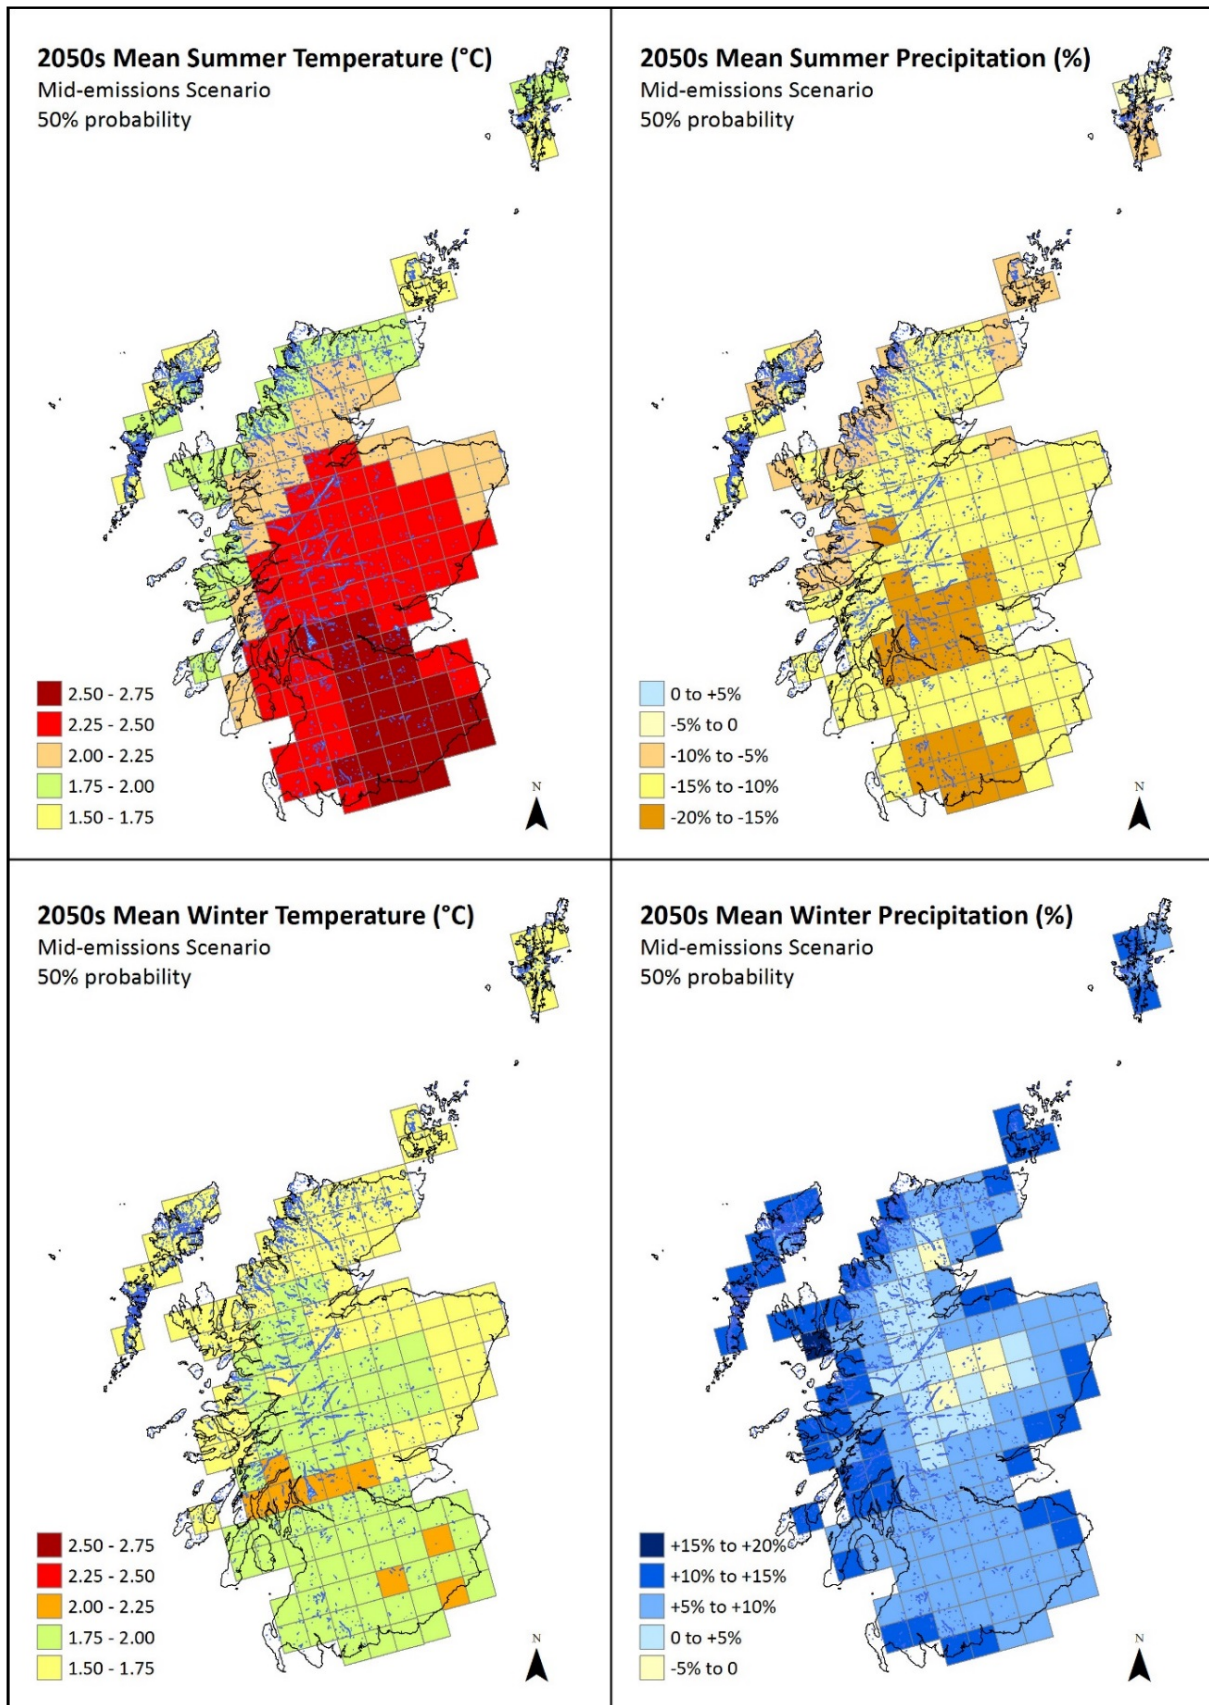 2050s Mean Summer Temperature (°C)
Mid-emissions Scenario
50% probability
2.50 - 2.75
2.25 - 2.50
2.00 - 2.25
1.75 - 2.00
1.50 - 1.75
N
2050s Mean Summer Precipitation (%)
Mid-emissions Scenario
50% probability
0 to +5%
-5% to 0
-10% to -5%
-15% to -10%
-20% to -15%
N
2050s Mean Winter Temperature (°C)
Mid-emissions Scenario
50% probability
2.50 - 2.75
2.25 - 2.50
2.00 - 2.25
1.75 - 2.00
1.50 - 1.75
N
2050s Mean Winter Precipitation (%)
Mid-emissions Scenario
50% probability
+15% to +20%
+10% to +15%
+5% to +10%
0 to +5%
-5% to 0
N